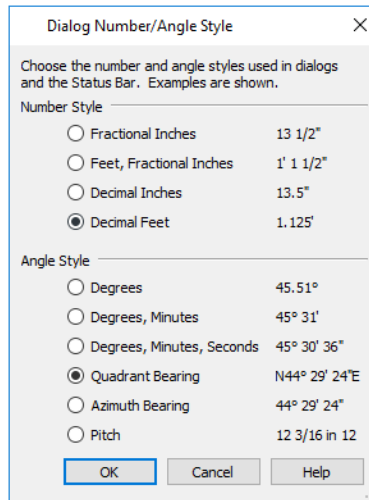 Dialog Number/Angle Style
Choose the number and angle styles used in dialogs
and the Status Bar. Examples are shown.
Number Style
Fractional Inches 13 1/2"
Feet, Fractional Inches 1' 1 1/2"
Decimal Inches 13.5"
Decimal Feet 1.125'
Angle Style
Degrees 45.51°
Degrees, Minutes 45° 31'
Degrees, Minutes, Seconds 45° 30' 36"
Quadrant Bearing N44° 29' 24"E
Azimuth Bearing 44° 29' 24"
Pitch 12 3/16 in 12
OK Cancel Help